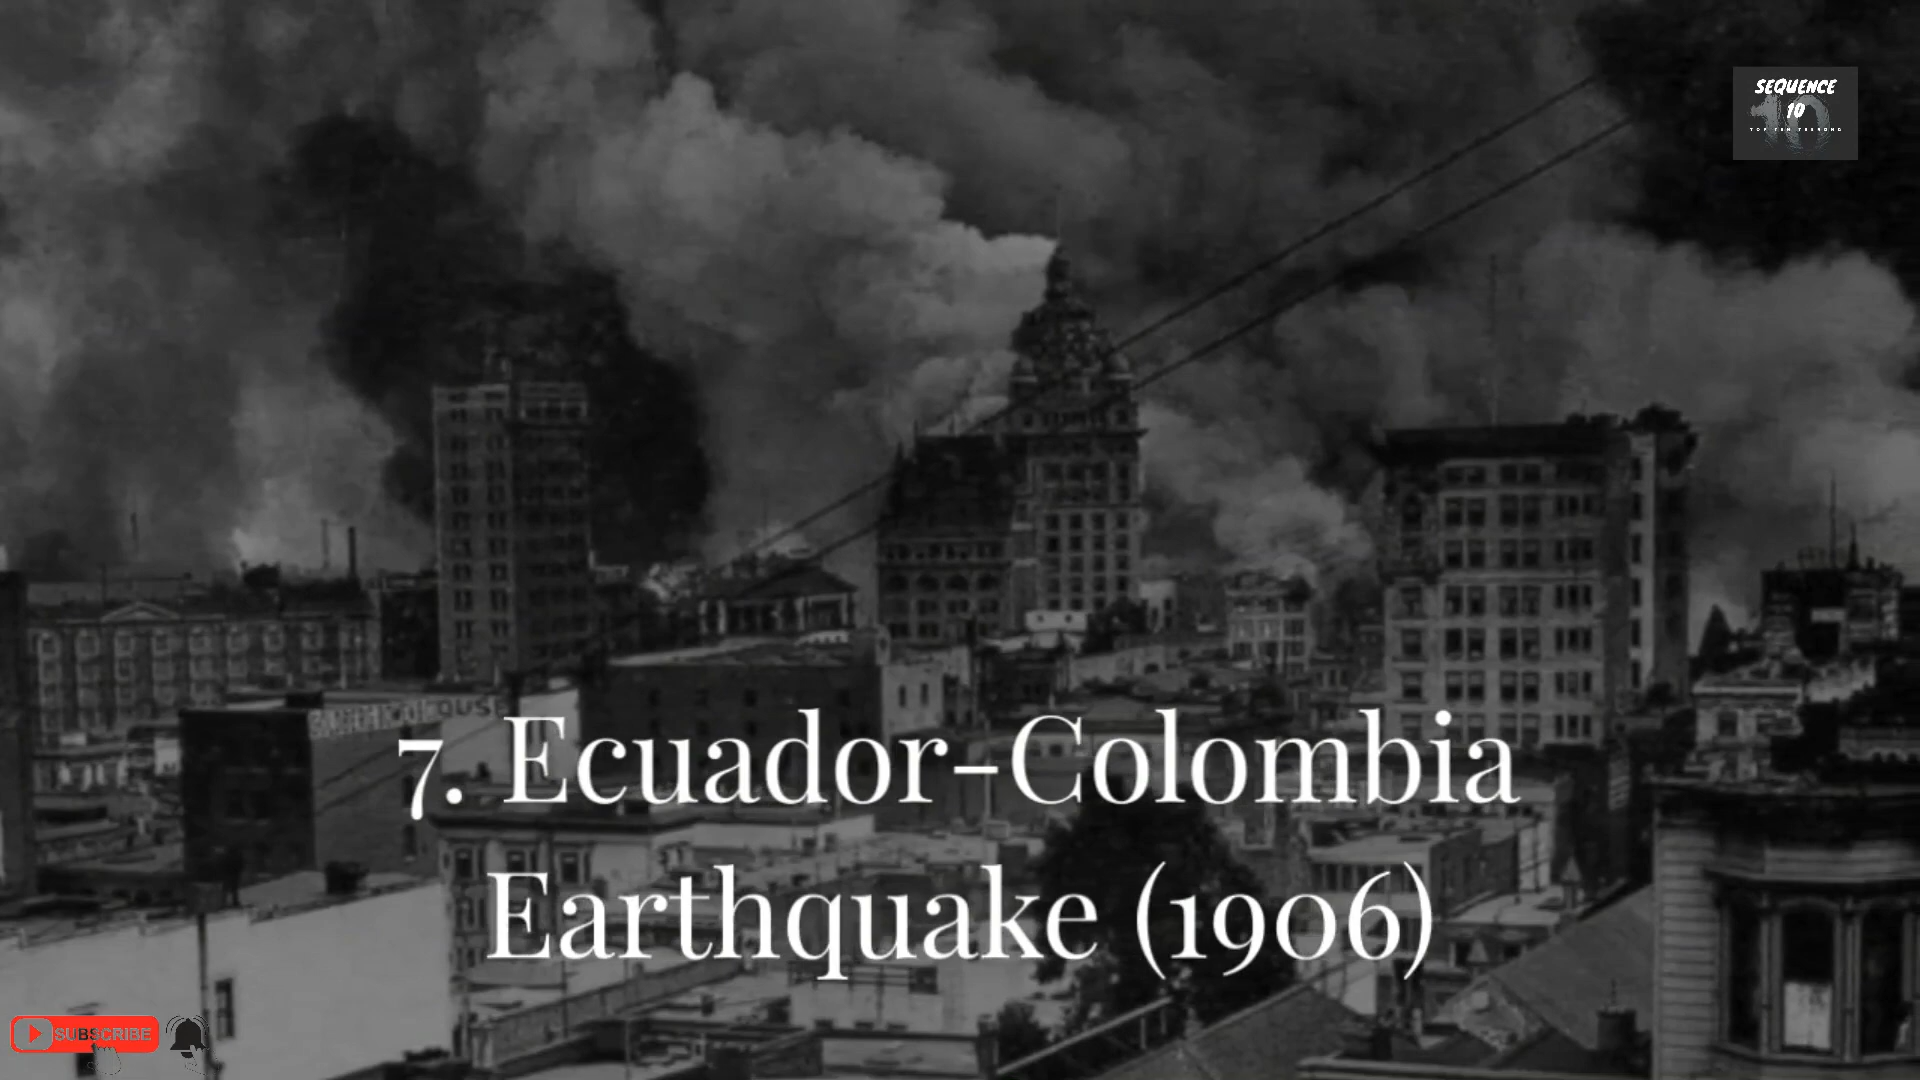 SEQUENCE
10
7. Ecuador-Colombia
Earthquake (1906)
SUBSCRIBE